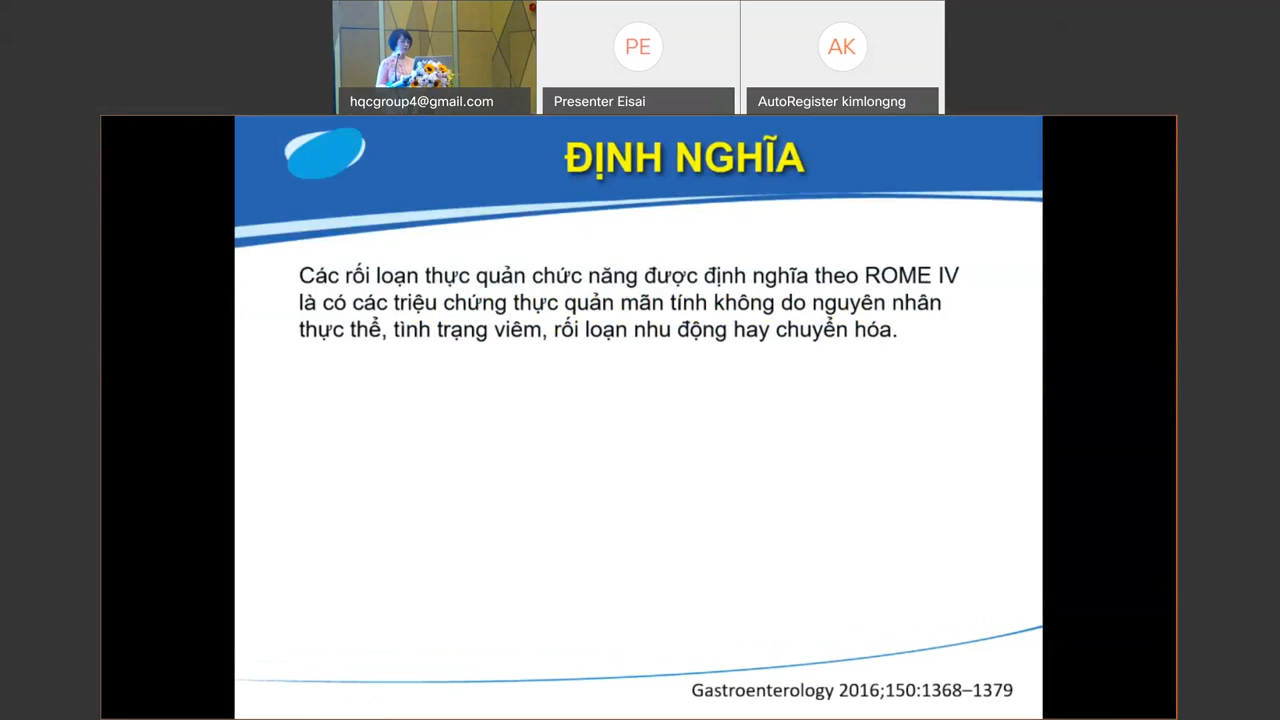 PE
AK
hqcgroup4@gmail.com
Presenter Eisai
AutoRegister kimlongng
ĐỊNH NGHĨA
Các rối loạn thực quản chức năng được định nghĩa theo ROME IV
là có các triệu chứng thực quản mãn tính không do nguyên nhân
thực thể, tình trạng viêm, rối loạn nhu động hay chuyển hóa.
Gastroenterology 2016;150:1368–1379